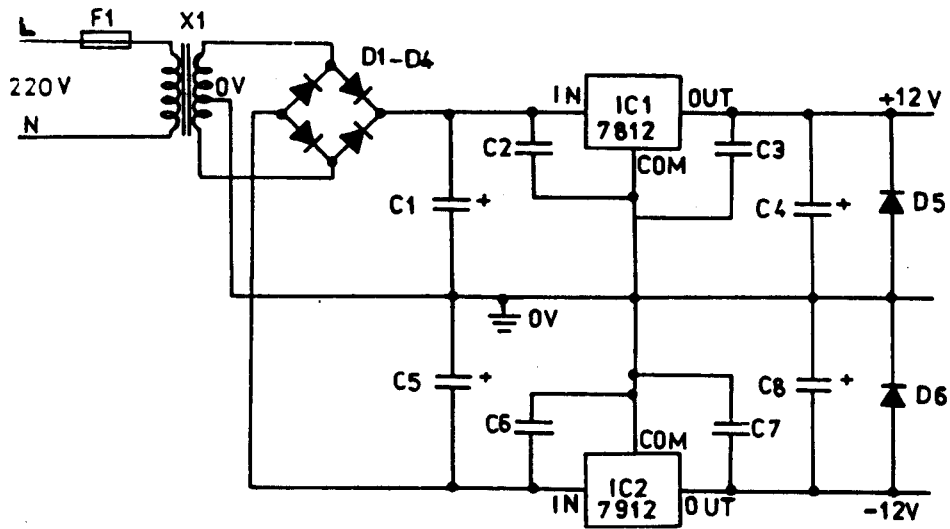 L
F1
X1
D1-D4
220V
0V
N
IN
IC1
7812
OUT
+12V
COM
C2
C3
C1
+
C4
+
D5
0V
C5
+
C6
C7
C8
+
D6
COM
IN
IC2
7912
OUT
-12V